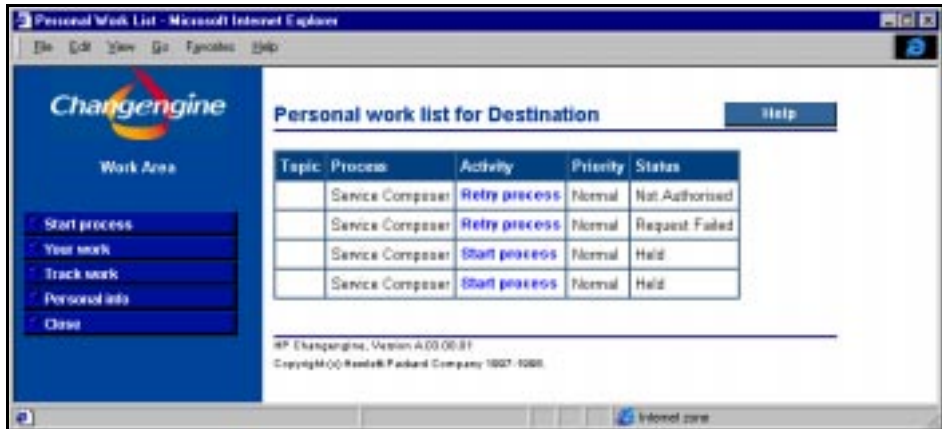 Personal Work List - Microsoft Internet Explorer
File Edit View Go Favorites Help
Changengine
Work Area
Start process
Your work
Track work
Personal info
Close
Personal work list for Destination
Help
Topic Process Activity Priority Status
Service Composer Retry process Normal Not Authorised
Service Composer Retry process Normal Request Failed
Service Composer Start process Normal Held
Service Composer Start process Normal Held
HP Changengine, Version A.03.00.01
Copyright (c) Hewlett Packard Company 1997-1998.
Internet zone